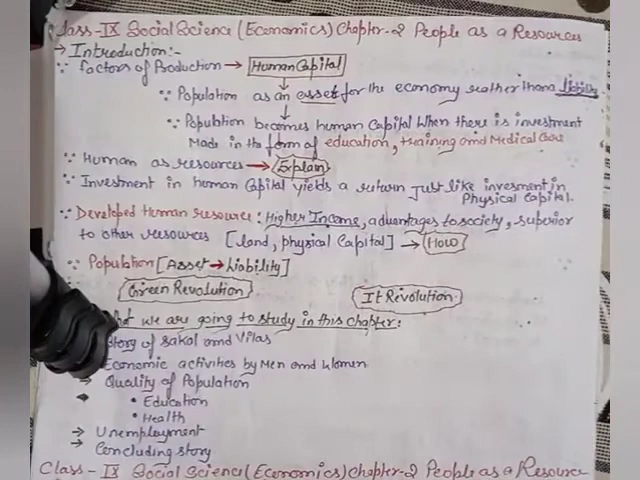 Class-IX Social Science (Economics) Chapter-2 People as a Resources
→ Introduction:-
∵ factors of Production → Human Capital
∵ Population as an asset for the economy rather than a liability
∵ Population becomes human capital when there is investment
Made in the form of education, training and Medical Care
∵ Human as resources → Explain
∵ Investment in human Capital yields a return just like invesment in
Physical Capital.
∵ Developed Human resource: Higher Income, advantages to society, superior
to other resources [land, physical Capital] → How
∵ Population [Asset → Liability]
Green Revolution It Revolution
we are going to study in this chapter:
Story of Sakal and Vilas
Economic activities by Men and Women
→ Quality of Population
• Education
• Health
→ Unemployment
→ Concluding story
Class-IX Social Science (Economics) Chapter-2 People as a Resource